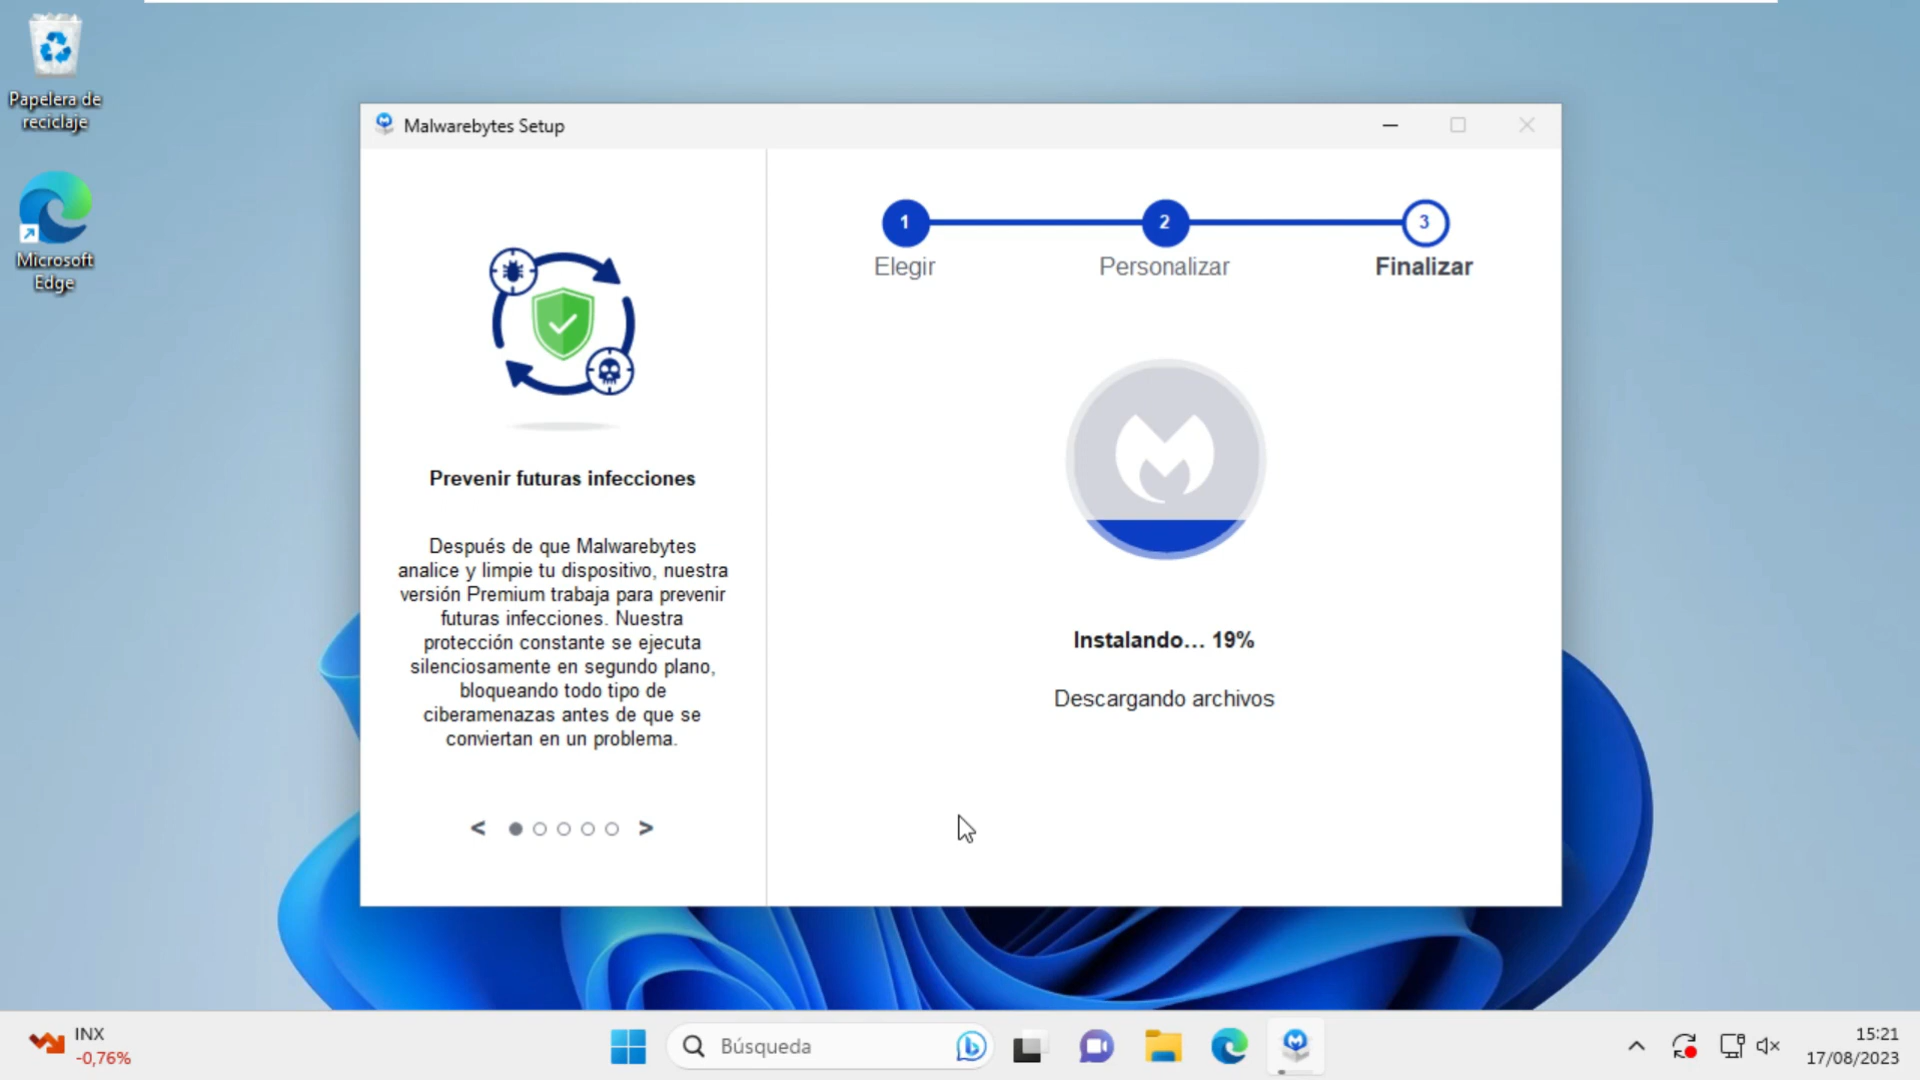 Papelera de
reciclaje
Microsoft
Edge
Malwarebytes Setup
1
2
3
Elegir
Personalizar
Finalizar
Prevenir futuras infecciones
Después de que Malwarebytes
analice y limpie tu dispositivo, nuestra
versión Premium trabaja para prevenir
futuras infecciones. Nuestra
protección constante se ejecuta
silenciosamente en segundo plano,
bloqueando todo tipo de
ciberamenazas antes de que se
conviertan en un problema.
< >
Instalando... 19%
Descargando archivos
INX
-0,76%
Búsqueda
15:21
17/08/2023